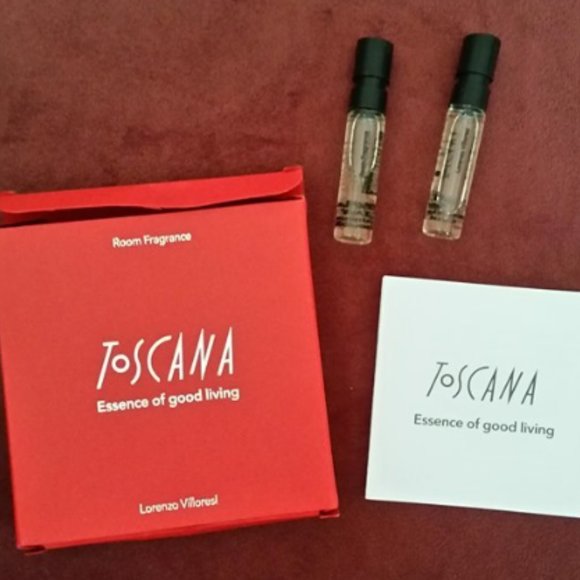 Room Fragrance
ToSCANA
Essence of good living
Lorenzo Villoresi
ToSCANA
Essence of good living